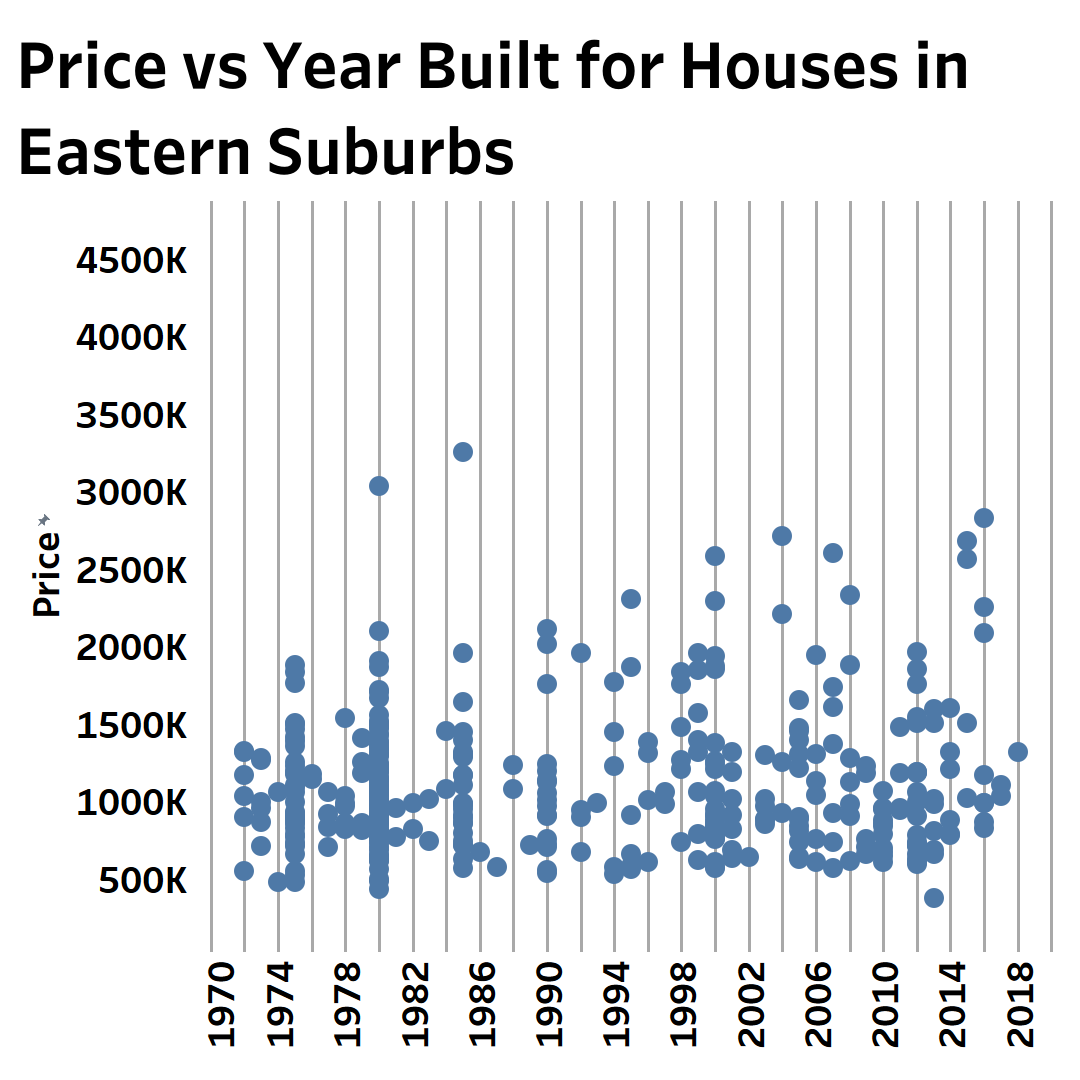 Price vs Year Built for Houses in
Eastern Suburbs
4500K
4000K
3500K
3000K
2500K
2000K
1500K
1000K
500K
Price
1970
1974
1978
1982
1986
1990
1994
1998
2002
2006
2010
2014
2018